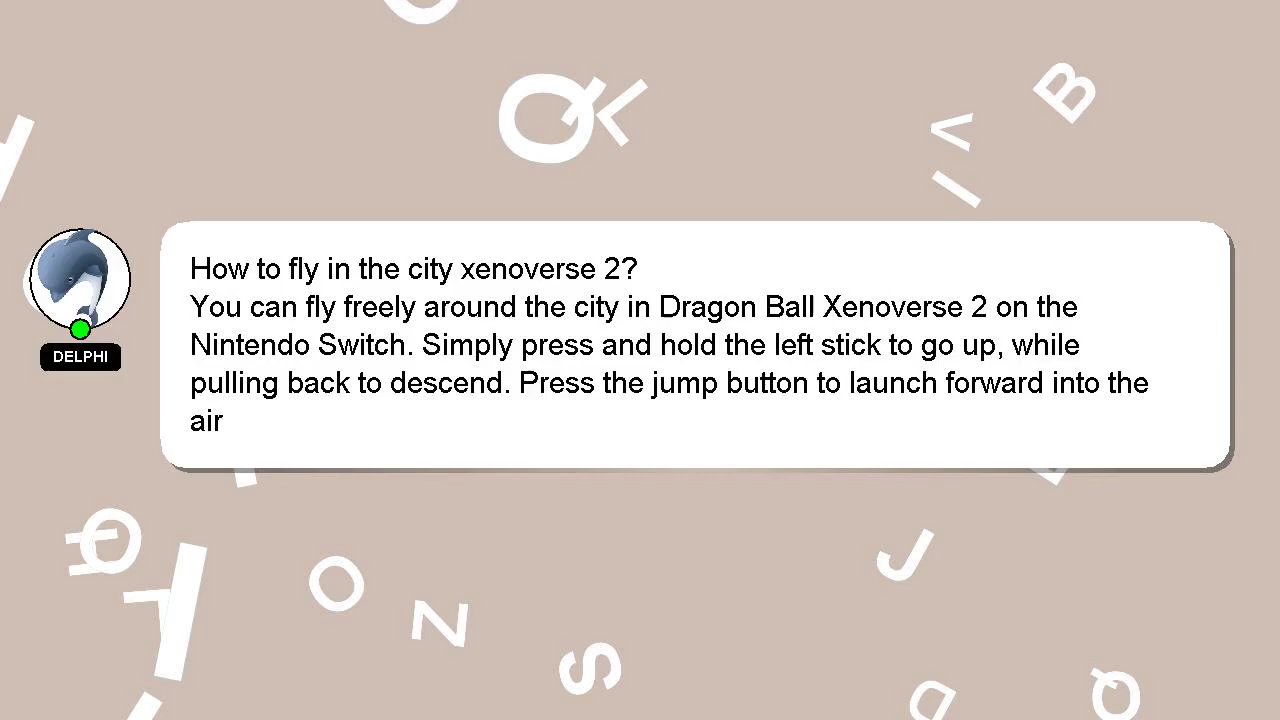 How to fly in the city xenoverse 2?
You can fly freely around the city in Dragon Ball Xenoverse 2 on the
Nintendo Switch. Simply press and hold the left stick to go up, while
pulling back to descend. Press the jump button to launch forward into the
air
DELPHI